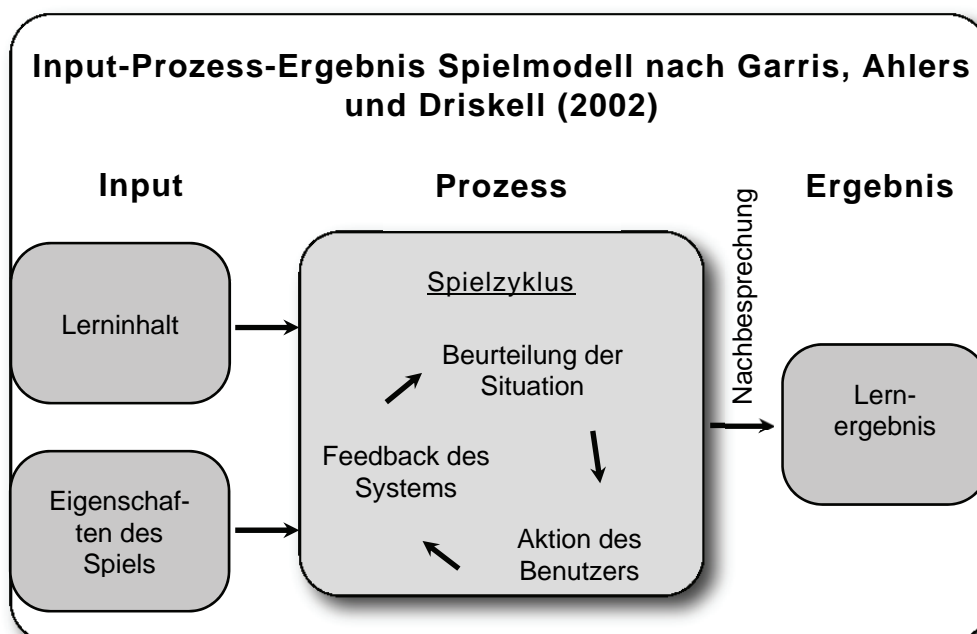 Input-Prozess-Ergebnis Spielmodell nach Garris, Ahlers
und Driskell (2002)
Input
Prozess
Ergebnis
Lerninhalt
Eigenschaf-
ten des
Spiels
Spielzyklus
Beurteilung der
Situation
Feedback des
Systems
Aktion des
Benutzers
Nachbesprechung
Lern-
ergebnis